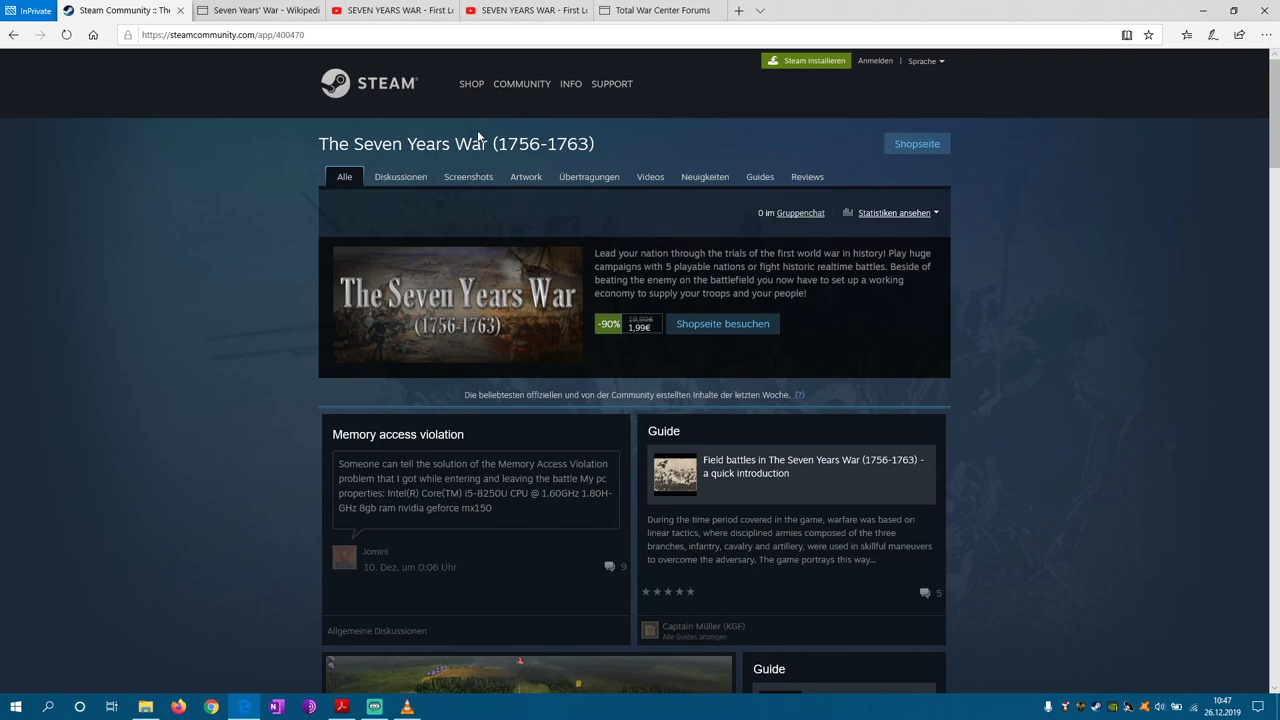 InPrivate
Steam Community :: The
Seven Years' War - Wikipedi
SEVEN YEARS WAR - First L
SEVEN YEARS WAR - First L
Total War Center Forums
https://steamcommunity.com/app/400470
Steam installieren
Anmelden | Sprache
STEAM
SHOP COMMUNITY INFO SUPPORT
The Seven Years War (1756-1763)
Shopseite
Alle Diskussionen Screenshots Artwork Übertragungen Videos Neuigkeiten Guides Reviews
0 im Gruppenchat
Statistiken ansehen
The Seven Years War
(1756-1763)
Lead your nation through the trials of the first world war in history! Play huge
campaigns with 5 playable nations or fight historic realtime battles. Beside of
beating the enemy on the battlefield you now have to set up a working
economy to supply your troops and your people!
-90%
19,99€
1,99€
Shopseite besuchen
Die beliebtesten offiziellen und von der Community erstellten Inhalte der letzten Woche. (?)
Memory access violation
Someone can tell the solution of the Memory Access Violation
problem that I got while entering and leaving the battle My pc
properties: Intel(R) Core(TM) i5-8250U CPU @ 1.60GHz 1.80H-
GHz 8gb ram nvidia geforce mx150
Jomini
10. Dez. um 0:06 Uhr
9
Allgemeine Diskussionen
Guide
Field battles in The Seven Years War (1756-1763) -
a quick introduction
During the time period covered in the game, warfare was based on
linear tactics, where disciplined armies composed of the three
branches, infantry, cavalry and artillery, were used in skillful maneuvers
to overcome the adversary. The game portrays this way...
5
Captain Müller (KGF)
Alle Guides anzeigen
Guide
10:47
26.12.2019